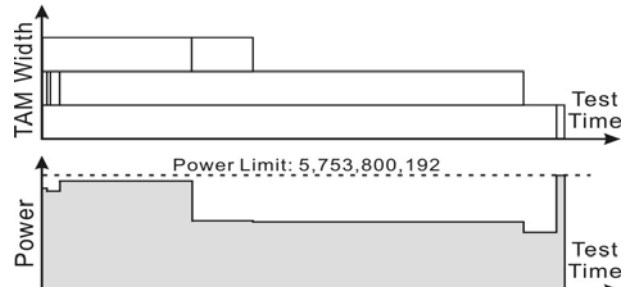 TAM Width
Test
Time
Power Limit: 5,753,800,192
Power
Test
Time